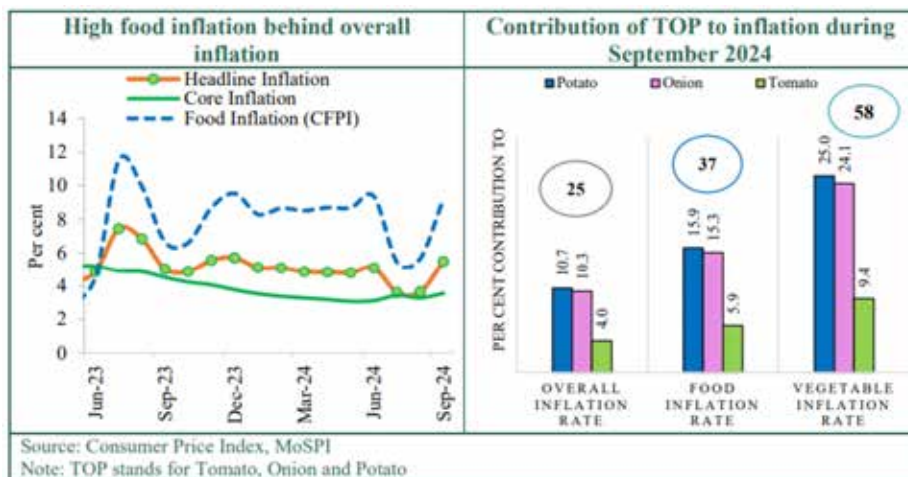 High food inflation behind overall
inflation
Headline Inflation
Core Inflation
Food Inflation (CFPI)
14
12
10
8
6
4
2
0
Per cent
Jun-23
Sep-23
Dec-23
Mar-24
Jun-24
Sep-24
Contribution of TOP to inflation during
September 2024
Potato
Onion
Tomato
PER CENT CONTRIBUTION TO
25
37
58
10.7
10.3
4.0
15.9
15.3
5.9
25.0
24.1
9.4
OVERALL
INFLATION
RATE
FOOD
INFLATION
RATE
VEGETABLE
INFLATION
RATE
Source: Consumer Price Index, MoSPI
Note: TOP stands for Tomato, Onion and Potato